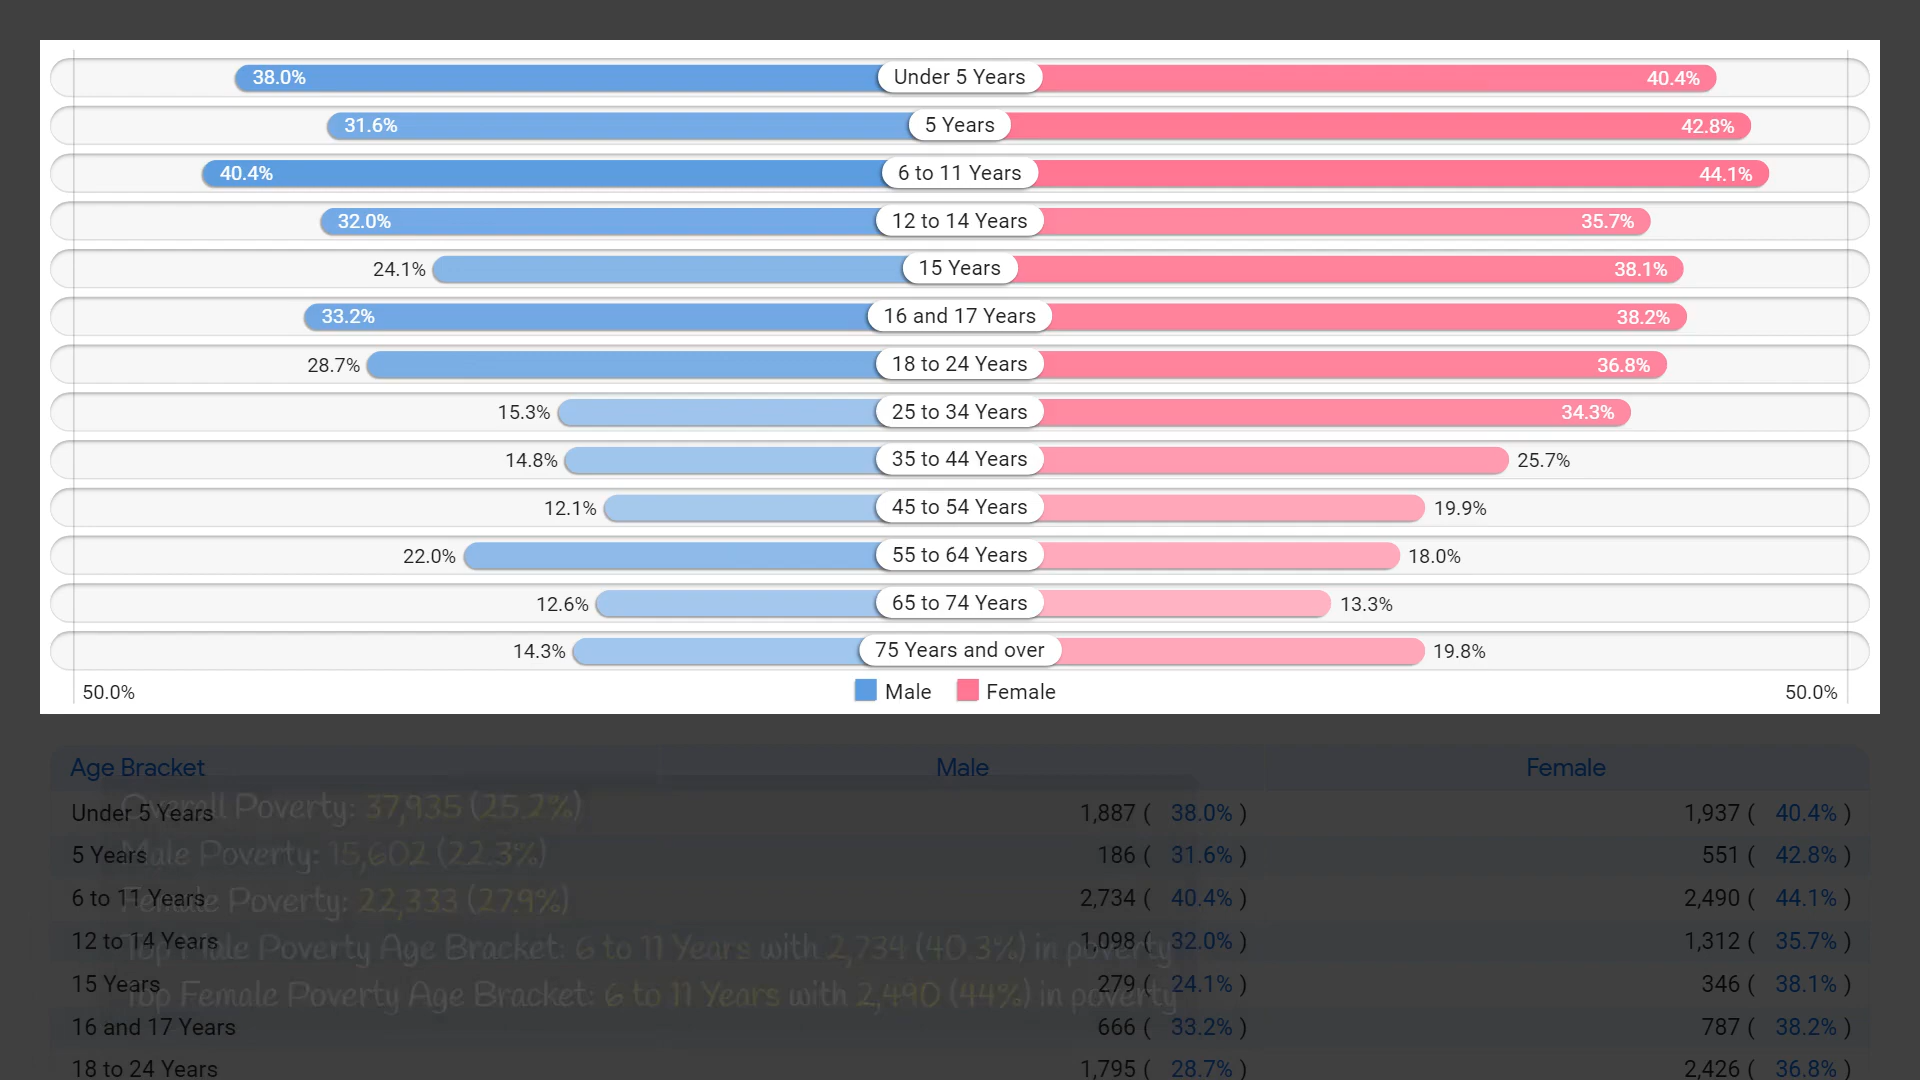 38.0% Under 5 Years 40.4%
31.6% 5 Years 42.8%
40.4% 6 to 11 Years 44.1%
32.0% 12 to 14 Years 35.7%
24.1% 15 Years 38.1%
33.2% 16 and 17 Years 38.2%
28.7% 18 to 24 Years 36.8%
15.3% 25 to 34 Years 34.3%
14.8% 35 to 44 Years 25.7%
12.1% 45 to 54 Years 19.9%
22.0% 55 to 64 Years 18.0%
12.6% 65 to 74 Years 13.3%
14.3% 75 Years and over 19.8%
50.0% Male Female 50.0%
Age Bracket Male Female
Overall Poverty: 37,935 (25.2%)
Under 5 Years 1,887 ( 38.0% ) 1,937 ( 40.4% )
Male Poverty: 15,602 (22.3%)
5 Years 186 ( 31.6% ) 551 ( 42.8% )
Female Poverty: 22,333 (27.9%)
6 to 11 Years 2,734 ( 40.4% ) 2,490 ( 44.1% )
Top Male Poverty Age Bracket: 6 to 11 Years with 2,734 (40.3%) in poverty
12 to 14 Years 1,098 ( 32.0% ) 1,312 ( 35.7% )
Top Female Poverty Age Bracket: 6 to 11 Years with 2,490 (44%) in poverty
15 Years 279 ( 24.1% ) 346 ( 38.1% )
16 and 17 Years 666 ( 33.2% ) 787 ( 38.2% )
18 to 24 Years 1,795 ( 28.7% ) 2,426 ( 36.8% )